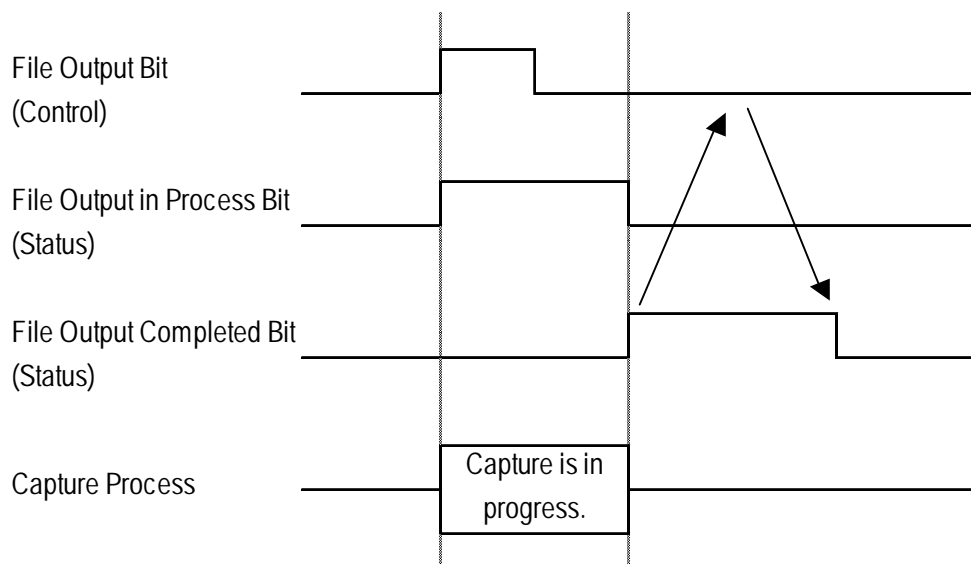 File Output Bit
(Control)
File Output in Process Bit
(Status)
File Output Completed Bit
(Status)
Capture Process
Capture is in
progress.